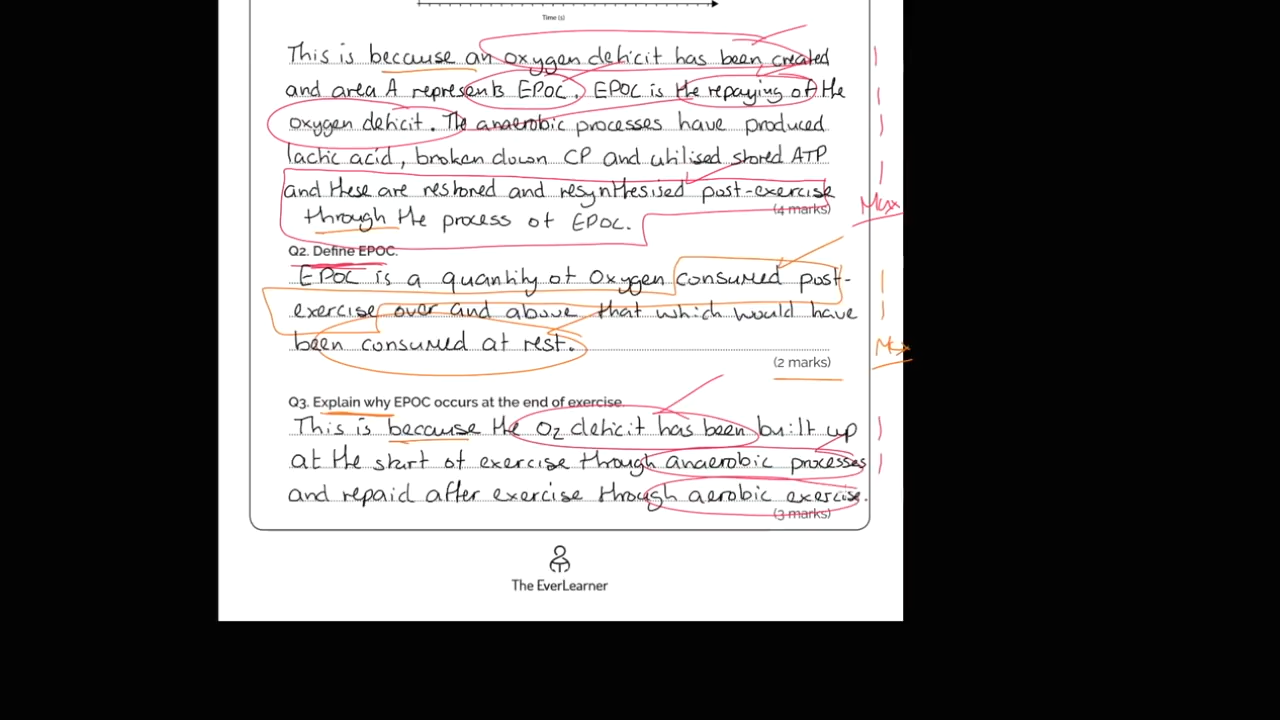 Time (s)
This is because an oxygen deficit has been created
and area A represents EPOC. EPOC is the repaying of the
oxygen deficit. The anaerobic processes have produced
lactic acid, broken down CP and utilised stored ATP
and these are restored and resynthesised post-exercise
(4 marks)
through the process of EPOC.
Max
Q2. Define EPOC.
EPOC is a quantity of Oxygen consumed post-
exercise over and above that which would have
been consumed at rest.
Max
(2 marks)
Q3. Explain why EPOC occurs at the end of exercise.
This is because the O2 deficit has been built up
at the start of exercise through anaerobic processes
and repaid after exercise through aerobic exercise.
(3 marks)
The EverLearner